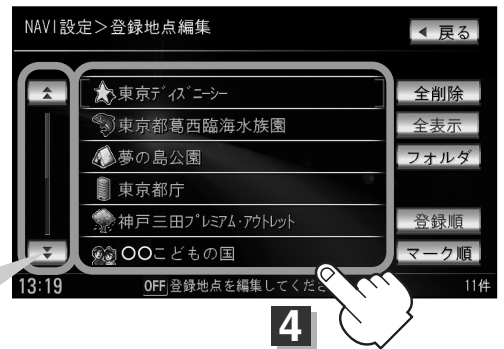 NAVI設定＞登録地点編集
戻る
東京ﾃﾞｨｽﾞﾆｰｼｰ
全削除
東京都葛西臨海水族園
全表示
夢の島公園
フォルダ
東京都庁
神戸三田ﾌﾟﾚﾐｱﾑ･ｱｳﾄﾚｯﾄ
登録順
〇〇こどもの国
マーク順
13:19
OFF登録地点を編集してくださ
11件
4